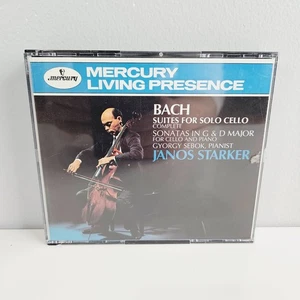 mercury
MERCURY
LIVING PRESENCE
BACH
SUITES FOR SOLO CELLO
COMPLETE
SONATAS IN G & D MAJOR
FOR CELLO AND PIANO
GYORGY SEBOK, PIANIST
JANOS STARKER